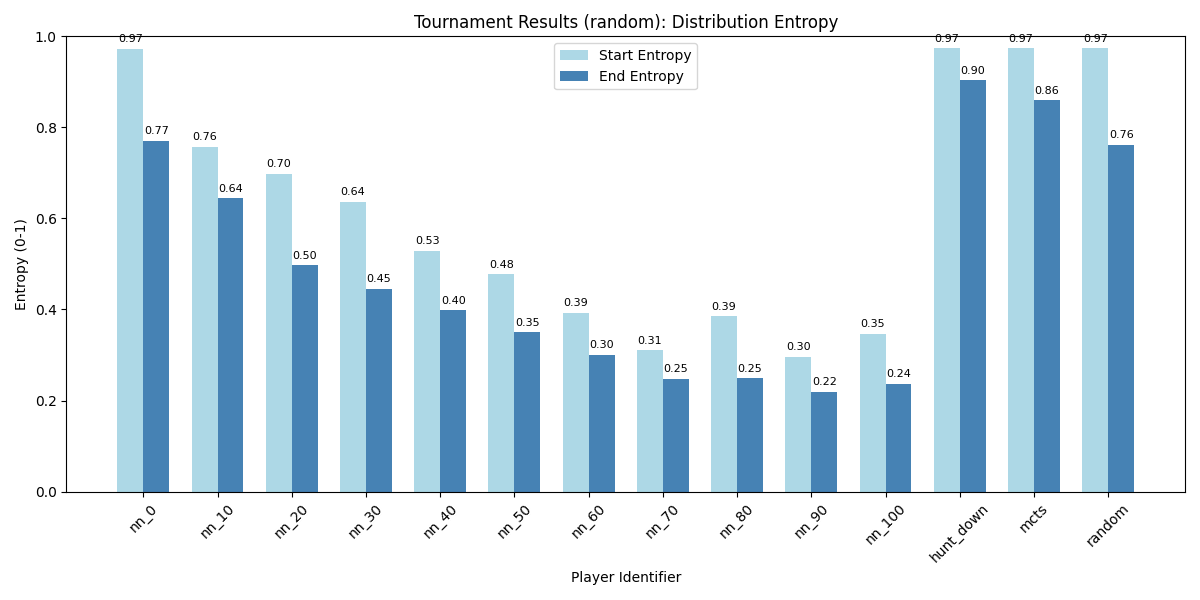 Tournament Results (random): Distribution Entropy
Start Entropy
End Entropy
Entropy (0-1)
1.0
0.8
0.6
0.4
0.2
0.0
0.97
0.77
0.76
0.64
0.70
0.50
0.64
0.45
0.53
0.40
0.48
0.35
0.39
0.30
0.31
0.25
0.39
0.25
0.30
0.22
0.35
0.24
0.97
0.90
0.97
0.86
0.97
0.76
nn_0
nn_10
nn_20
nn_30
nn_40
nn_50
nn_60
nn_70
nn_80
nn_90
nn_100
hunt_down
mcts
random
Player Identifier